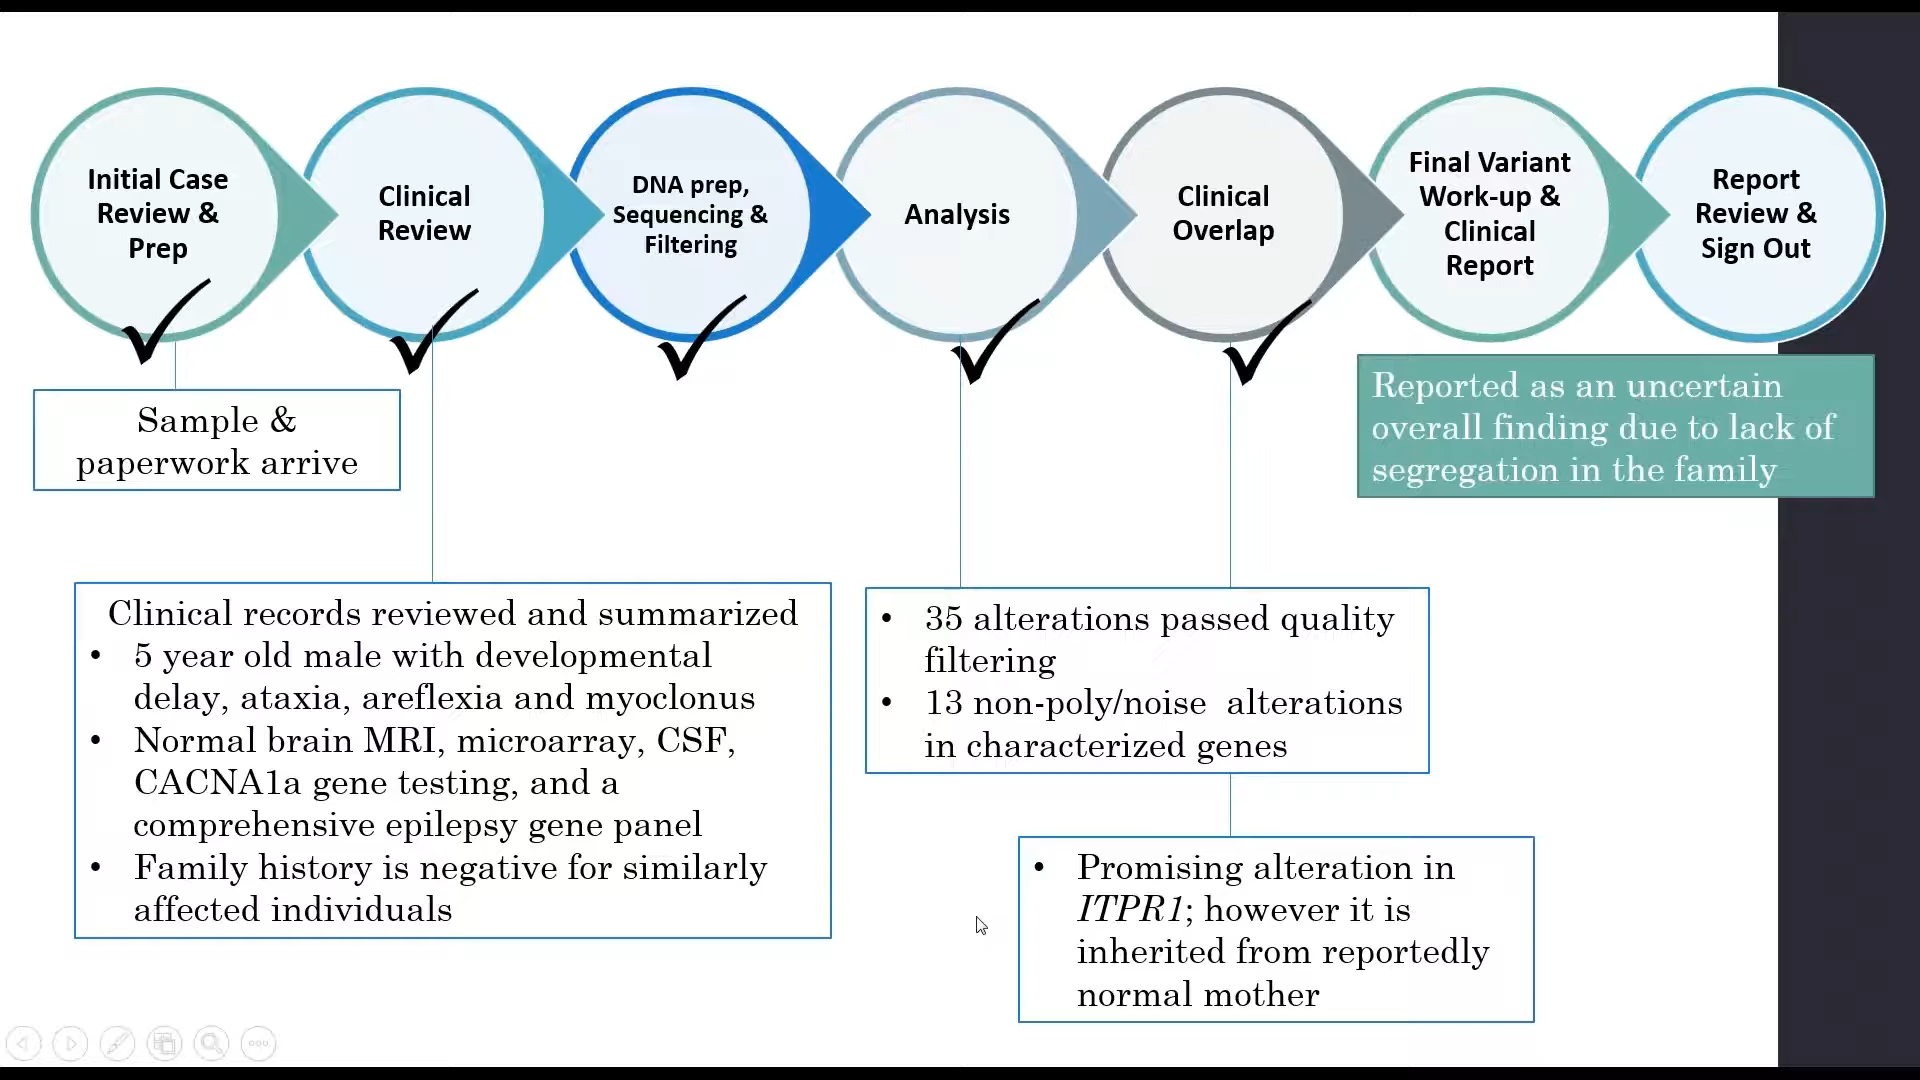 Initial Case
Review &
Prep
Clinical
Review
DNA prep,
Sequencing &
Filtering
Analysis
Clinical
Overlap
Final Variant
Work-up &
Clinical
Report
Report
Review &
Sign Out
Sample &
paperwork arrive
Reported as an uncertain
overall finding due to lack of
segregation in the family
Clinical records reviewed and summarized
• 5 year old male with developmental
delay, ataxia, areflexia and myoclonus
• Normal brain MRI, microarray, CSF,
CACNA1a gene testing, and a
comprehensive epilepsy gene panel
• Family history is negative for similarly
affected individuals
• 35 alterations passed quality
filtering
• 13 non-poly/noise  alterations
in characterized genes
• Promising alteration in
ITPR1; however it is
inherited from reportedly
normal mother